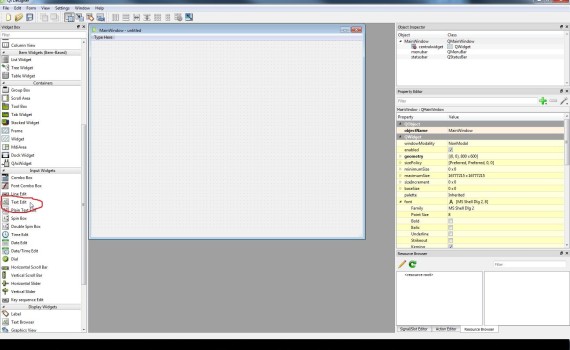 Qt Designer
File Edit Form View Settings Window Help
Widget Box
Filter
Column View
Item Widgets (Item-Based)
List Widget
Tree Widget
Table Widget
Containers
Group Box
Scroll Area
Tool Box
Tab Widget
Stacked Widget
Frame
Widget
MdiArea
Dock Widget
QAxWidget
Input Widgets
Combo Box
Font Combo Box
Line Edit
Text Edit
Plain Text Edit
Spin Box
Double Spin Box
Time Edit
Date Edit
Date/Time Edit
Dial
Horizontal Scroll Bar
Vertical Scroll Bar
Horizontal Slider
Vertical Slider
Key sequence Edit
Display Widgets
Label
Text Browser
Graphics View
MainWindow - untitled
Type Here
Object Inspector
Object Class
MainWindow QMainWindow
centralwidget QWidget
menubar QMenuBar
statusbar QStatusBar
Property Editor
Filter
MainWindow : QMainWindow
Property Value
QObject
objectName MainWindow
QWidget
windowModality NonModal
enabled
geometry [(0, 0), 800 x 600]
sizePolicy [Preferred, Preferred, 0, 0]
minimumSize 0 x 0
maximumSize 16777215 x 16777215
sizeIncrement 0 x 0
baseSize 0 x 0
palette Inherited
font A [MS Shell Dlg 2, 8]
Family MS Shell Dlg 2
Point Size 8
Bold
Italic
Underline
Strikeout
Kerning
Resource Browser
Filter
<resource root>
Signal/Slot Editor Action Editor Resource Browser